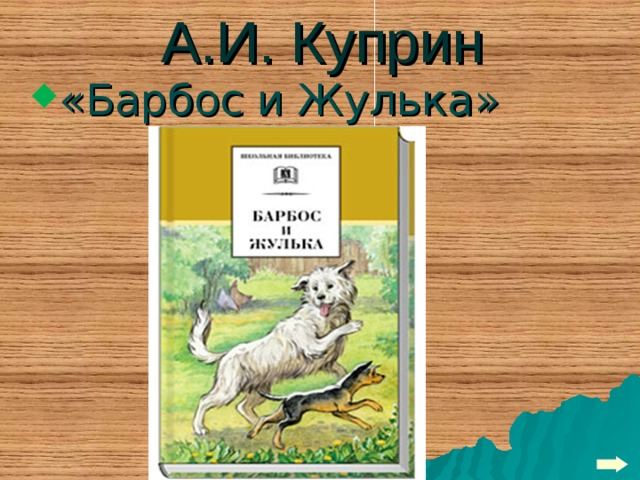 А.И. Куприн
«Барбос и Жулька»
ШКОЛЬНАЯ БИБЛИОТЕКА
БАРБОС
И
ЖУЛЬКА